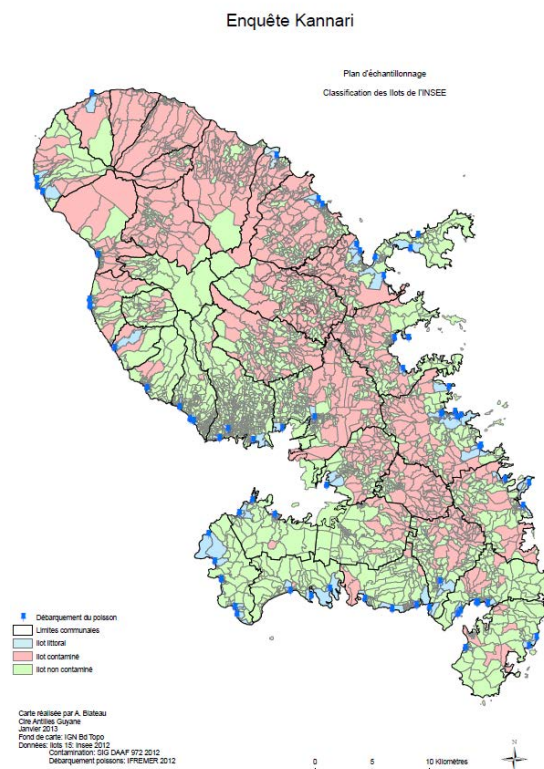 Enquête Kannari
Plan d'échantillonnage
Classification des Ilots de l'INSEE
Débarquement du poisson
Limites communales
Ilot littoral
Ilot contaminé
Ilot non contaminé
Carte réalisée par A. Blateau
Cire Antilles Guyane
Janvier 2013
Fond de carte: IGN Bd Topo
Données: Ilots 15: Insee 2012
Contamination: SIG DAAF 972 2012
Débarquement poissons: IFREMER 2012
0 5 10 Kilomètres
N